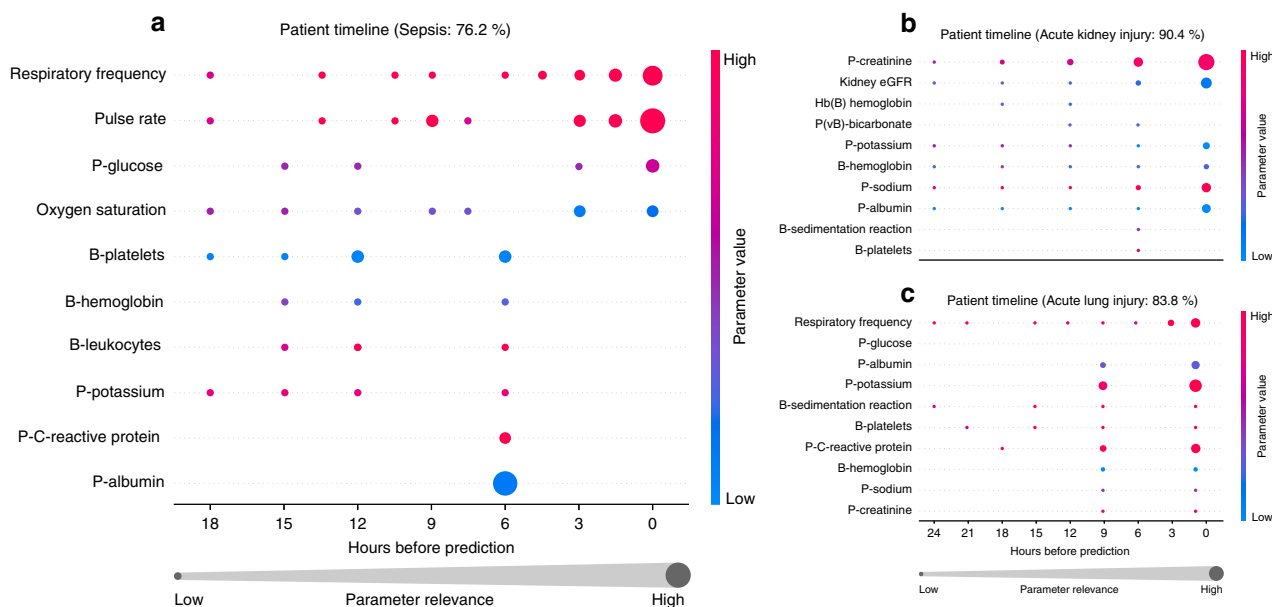 a
Patient timeline (Sepsis: 76.2 %)
Respiratory frequency
Pulse rate
P-glucose
Oxygen saturation
B-platelets
B-hemoglobin
B-leukocytes
P-potassium
P-C-reactive protein
P-albumin
18 15 12 9 6 3 0
Hours before prediction
Low Parameter relevance High
High
Parameter value
Low
b
Patient timeline (Acute kidney injury: 90.4 %)
P-creatinine
Kidney eGFR
Hb(B) hemoglobin
P(vB)-bicarbonate
P-potassium
B-hemoglobin
P-sodium
P-albumin
B-sedimentation reaction
B-platelets
High
Parameter value
Low
c
Patient timeline (Acute lung injury: 83.8 %)
Respiratory frequency
P-glucose
P-albumin
P-potassium
B-sedimentation reaction
B-platelets
P-C-reactive protein
B-hemoglobin
P-sodium
P-creatinine
24 21 18 15 12 9 6 3 0
Hours before prediction
Low Parameter relevance High
High
Parameter value
Low